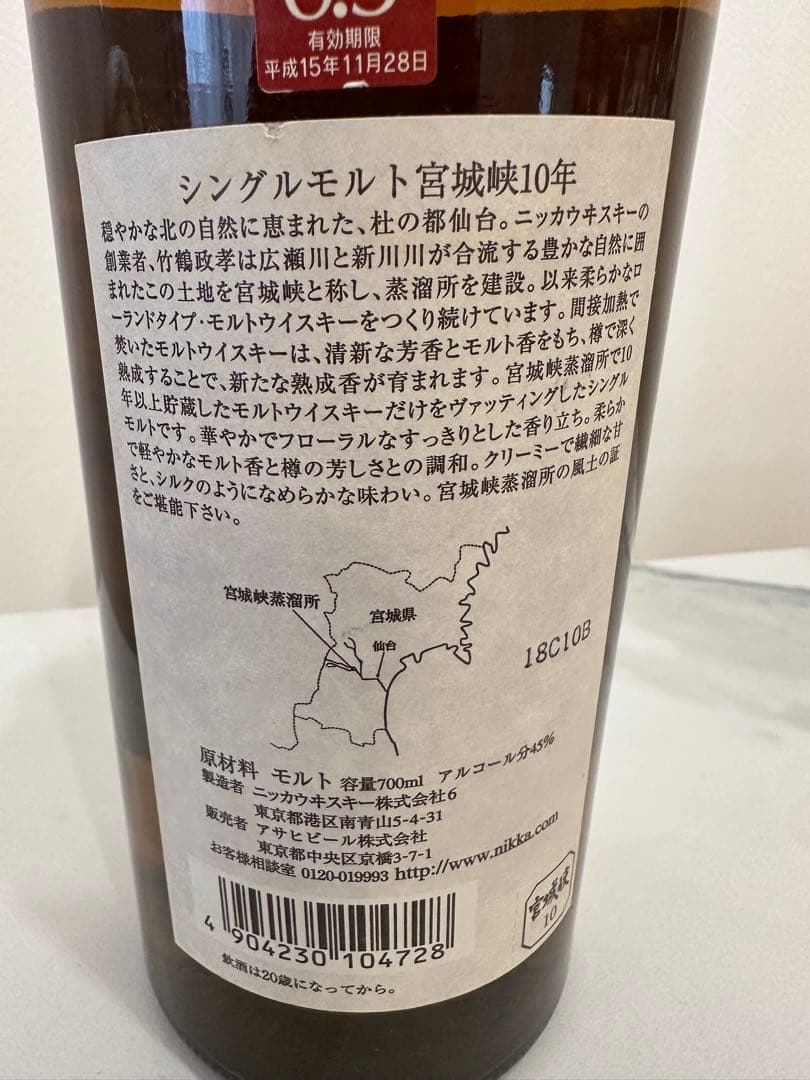 0.5
有効期限
平成15年11月28日
シングルモルト宮城峡10年
穏やかな北の自然に恵まれた、杜の都仙台。ニッカウヰスキーの
創業者、竹鶴政孝は広瀬川と新川川が合流する豊かな自然に囲
まれたこの土地を宮城峡と称し、蒸溜所を建設。以来柔らかなロ
ーランドタイプ・モルトウイスキーをつくり続けています。間接加熱で
焚いたモルトウイスキーは、清新な芳香とモルト香をもち、樽で深く
熟成することで、新たな熟成香が育まれます。宮城峡蒸溜所で10
年以上貯蔵したモルトウイスキーだけをヴァッティングしたシングル
モルトです。華やかでフローラルなすっきりとした香り立ち。柔らか
で軽やかなモルト香と樽の芳しさとの調和。クリーミーで繊細な甘
さと、シルクのようになめらかな味わい。宮城峡蒸溜所の風土の証
をご堪能下さい。
宮城峡蒸溜所
宮城県
仙台
18C10B
原材料 モルト 容量700ml アルコール分45%
製造者 ニッカウヰスキー株式会社6
東京都港区南青山5-4-31
販売者 アサヒビール株式会社
東京都中央区京橋3-7-1
お客様相談室 0120-019993 http://www.nikka.com
宮城峡
10
4 904230 104728
飲酒は20歳になってから。